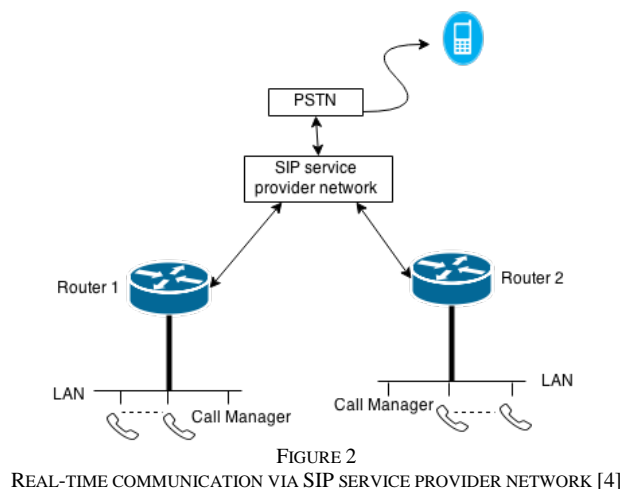 PSTN
SIP service
provider network
Router 1
Router 2
LAN
Call Manager
LAN
Call Manager
FIGURE 2
REAL-TIME COMMUNICATION VIA SIP SERVICE PROVIDER NETWORK [4]